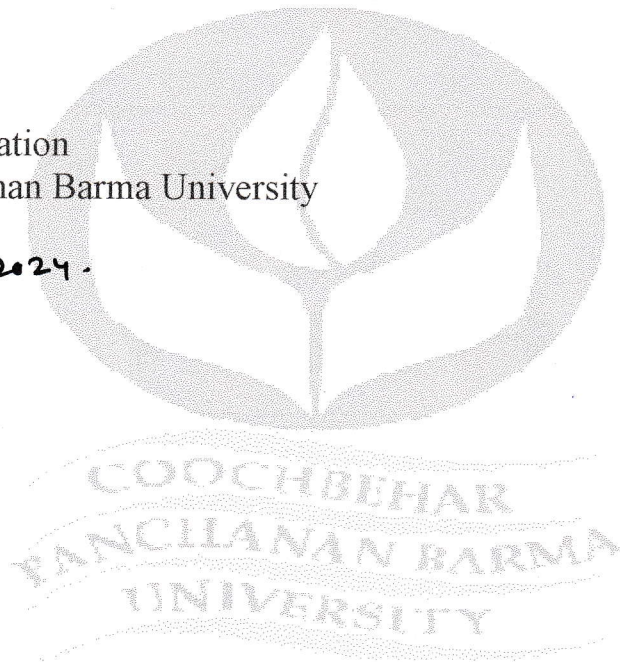 ation
nan Barma University
2024.
COOCHBEHAR
PANCHANAN BARMA
UNIVERSITY